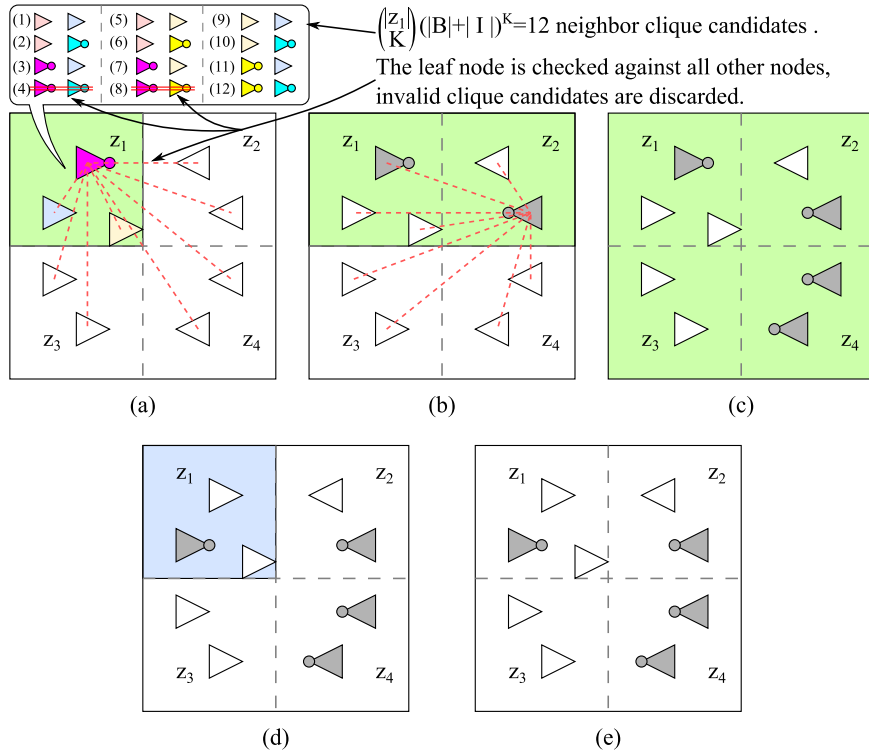 (1) (5) (9)
(2) (6) (10)
(3) (7) (11)
(4) (8) (12)
(|z₁| K)(|B|+| I |)ᴷ=12 neighbor clique candidates .
The leaf node is checked against all other nodes,
invalid clique candidates are discarded.
z₁ z₂ z₁ z₂ z₁ z₂
z₃ z₄ z₃ z₄ z₃ z₄
(a) (b) (c)
z₁ z₂ z₁ z₂
z₃ z₄ z₃ z₄
(d) (e)